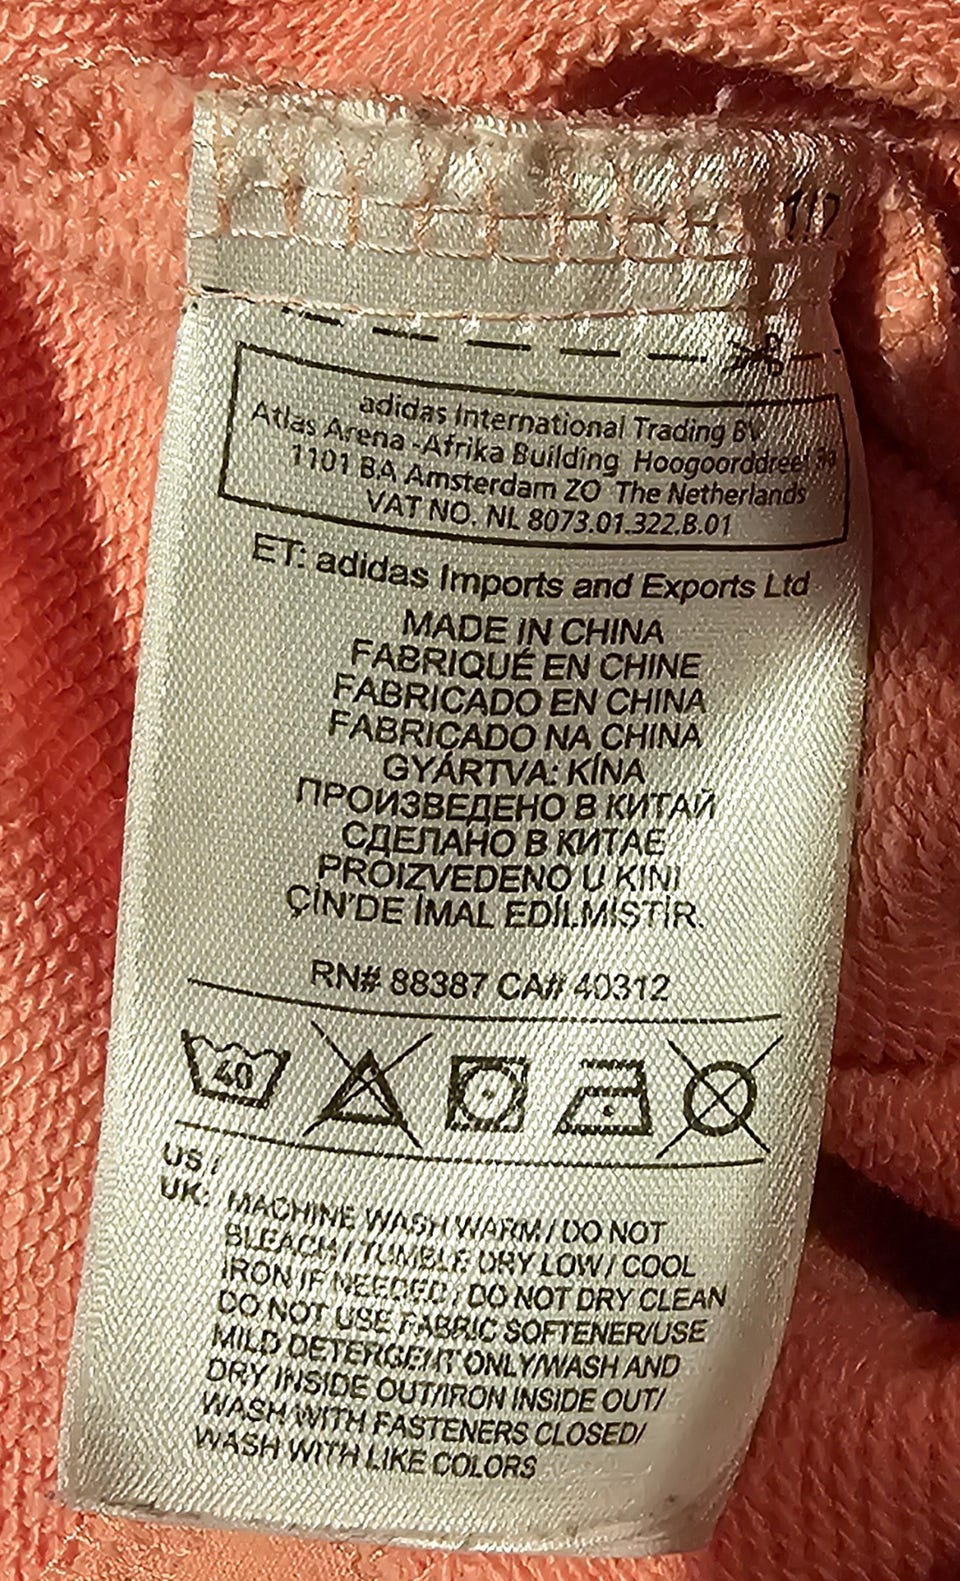 117
adidas International Trading BV
Atlas Arena -Afrika Building Hoogoorddreef
1101 BA Amsterdam ZO The Netherlands
VAT NO. NL 8073.01.322.B.01
ET: adidas Imports and Exports Ltd
MADE IN CHINA
FABRIQUÉ EN CHINE
FABRICADO EN CHINA
FABRICADO NA CHINA
GYÁRTVA: KÍNA
ПРОИЗВЕДЕНО В КИТАЙ
СДЕЛАНО В КИТАЕ
PROIZVEDENO U KINI
ÇİN'DE İMAL EDİLMİSTİR.
RN# 88387 CA# 40312
40
US /
UK: MACHINE WASH WARM / DO NOT
BLEACH / TUMBLE DRY LOW / COOL
IRON IF NEEDED / DO NOT DRY CLEAN
DO NOT USE FABRIC SOFTENER/USE
MILD DETERGENT ONLY/WASH AND
DRY INSIDE OUT/IRON INSIDE OUT/
WASH WITH FASTENERS CLOSED/
WASH WITH LIKE COLORS